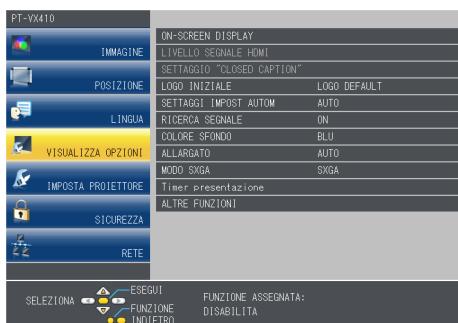 PT-VX410
IMMAGINE
POSIZIONE
LINGUA
VISUALIZZA OPZIONI
IMPOSTA PROIETTORE
SICUREZZA
RETE
ON-SCREEN DISPLAY
LIVELLO SEGNALE HDMI
SETTAGGIO "CLOSED CAPTION"
LOGO INIZIALE LOGO DEFAULT
SETTAGGI IMPOST AUTOM AUTO
RICERCA SEGNALE ON
COLORE SFONDO BLU
ALLARGATO AUTO
MODO SXGA SXGA
Timer presentazione
ALTRE FUNZIONI
SELEZIONA
ESEGUI
FUNZIONE
INDIETRO
FUNZIONE ASSEGNATA:
DISABILITA